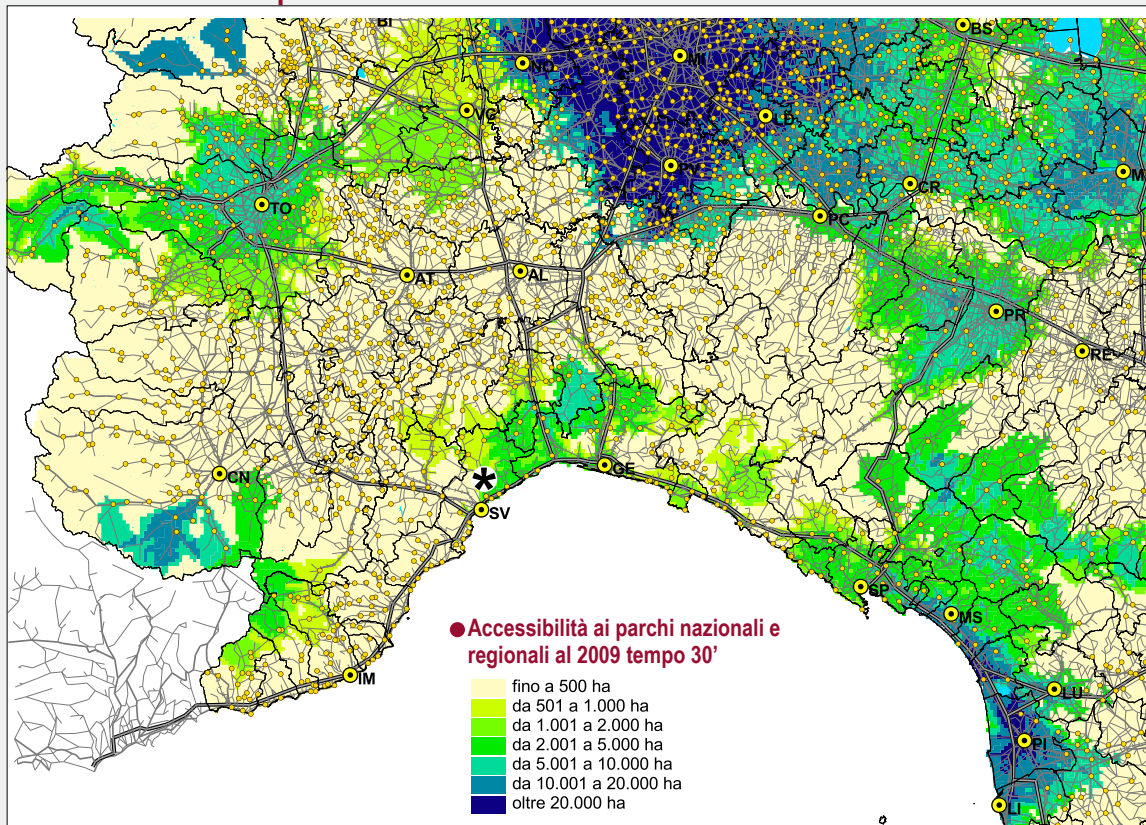 BI
BS
NO
MI
VC
LO
PV
M
CR
TO
PC
AT
AL
PR
RE
CN
GE
*
SV
SP
MS
● Accessibilità ai parchi nazionali e
regionali al 2009 tempo 30’
IM
fino a 500 ha
LU
da 501 a 1.000 ha
da 1.001 a 2.000 ha
PI
da 2.001 a 5.000 ha
da 5.001 a 10.000 ha
da 10.001 a 20.000 ha
oltre 20.000 ha
LI